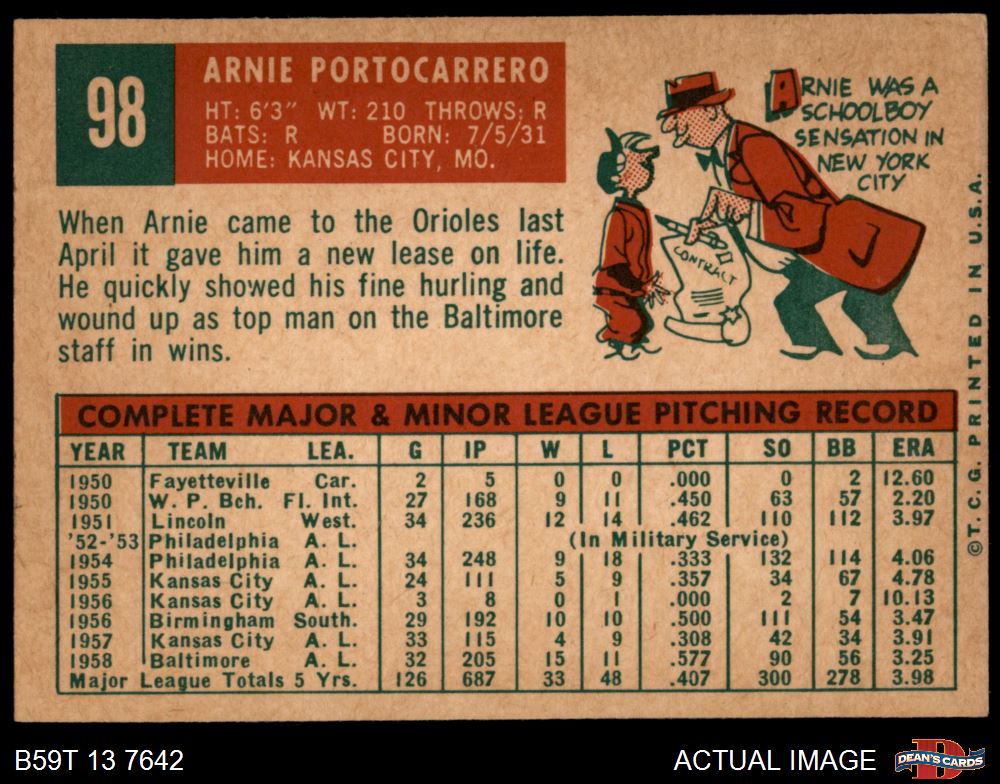 98
ARNIE PORTOCARRERO
HT: 6'3" WT: 210 THROWS: R
BATS: R BORN: 7/5/31
HOME: KANSAS CITY, MO.
ARNIE WAS A
SCHOOLBOY
SENSATION IN
NEW YORK
CITY
CONTRACT
When Arnie came to the Orioles last
April it gave him a new lease on life.
He quickly showed his fine hurling and
wound up as top man on the Baltimore
staff in wins.
COMPLETE MAJOR & MINOR LEAGUE PITCHING RECORD
YEAR TEAM LEA. G IP W L PCT SO BB ERA
1950 Fayetteville Car. 2 5 0 0 .000 0 2 12.60
1950 W. P. Bch. Fl. Int. 27 168 9 11 .450 63 57 2.20
1951 Lincoln West. 34 236 12 14 .462 110 112 3.97
'52-'53 Philadelphia A. L. (In Military Service)
1954 Philadelphia A. L. 34 248 9 18 .333 132 114 4.06
1955 Kansas City A. L. 24 111 5 9 .357 34 67 4.78
1956 Kansas City A. L. 3 8 0 1 .000 2 7 10.13
1956 Birmingham South. 29 192 10 10 .500 111 54 3.47
1957 Kansas City A. L. 33 115 4 9 .308 42 34 3.91
1958 Baltimore A. L. 32 205 15 11 .577 90 56 3.25
Major League Totals 5 Yrs. 126 687 33 48 .407 300 278 3.98
©T. C. G. PRINTED IN U.S.A.
B59T 13 7642
ACTUAL IMAGE
D
DEAN'S CARDS